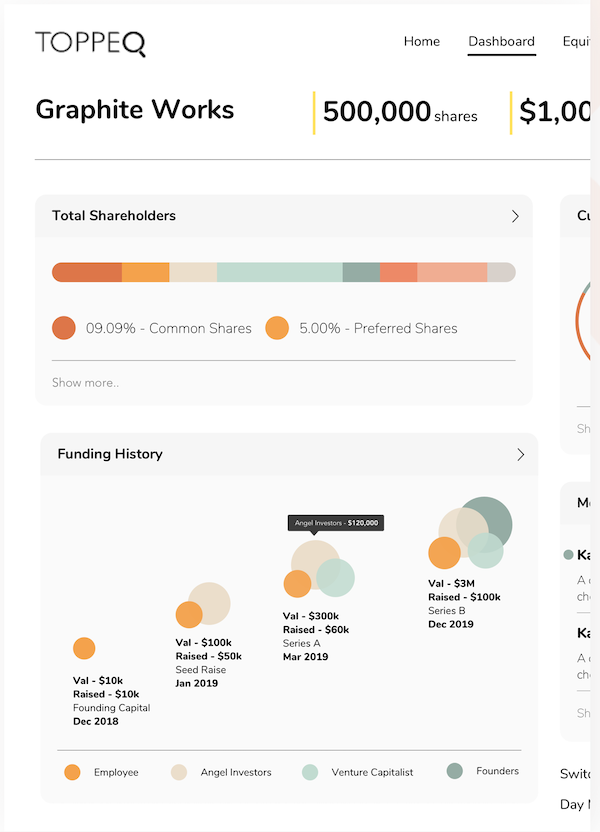 TOPPEQ
Home Dashboard Equi
Graphite Works
500,000 shares
$1,00
Total Shareholders
09.09% - Common Shares
5.00% - Preferred Shares
Show more..
Cu
Sh
Funding History
Angel Investors - $120,000
Val - $10k
Raised - $10k
Founding Capital
Dec 2018
Val - $100k
Raised - $50k
Seed Raise
Jan 2019
Val - $300k
Raised - $60k
Series A
Mar 2019
Val - $3M
Raised - $100k
Series B
Dec 2019
Employee
Angel Investors
Venture Capitalist
Founders
Ka
A c
ch
Ka
A c
ch
Sh
Switc
Day